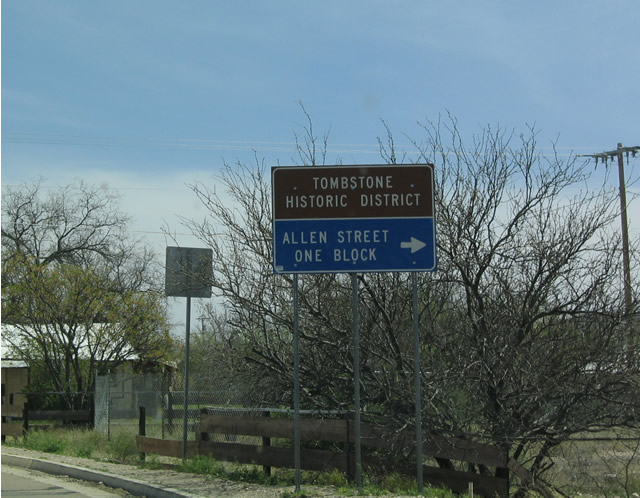 TOMBSTONE
HISTORIC DISTRICT
ALLEN STREET
ONE BLOCK